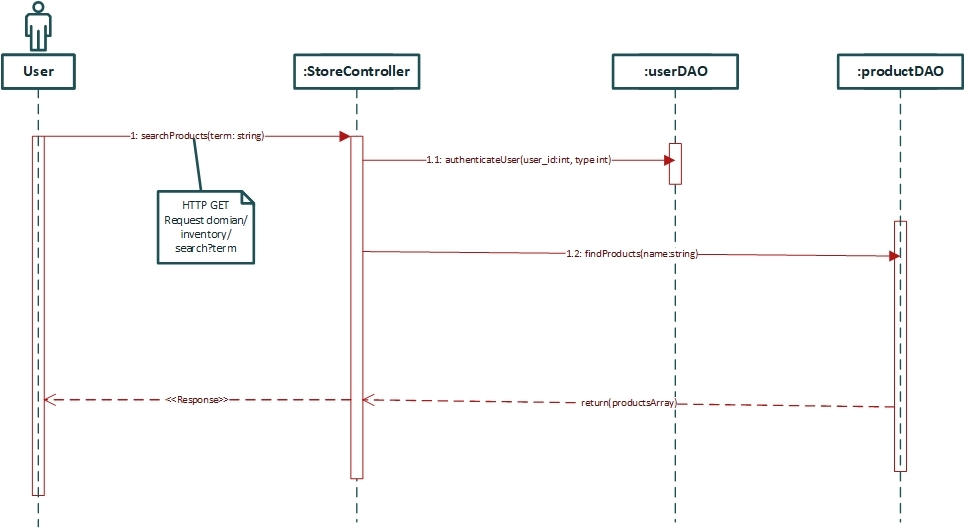 User
:StoreController
:userDAO
:productDAO
1: searchProducts(term: string)
1.1: authenticateUser(user_id:int, type int)
HTTP GET
Request domian/
inventory/
search?term
1.2: findProducts(name:string)
<<Response>>
return(productsArray)